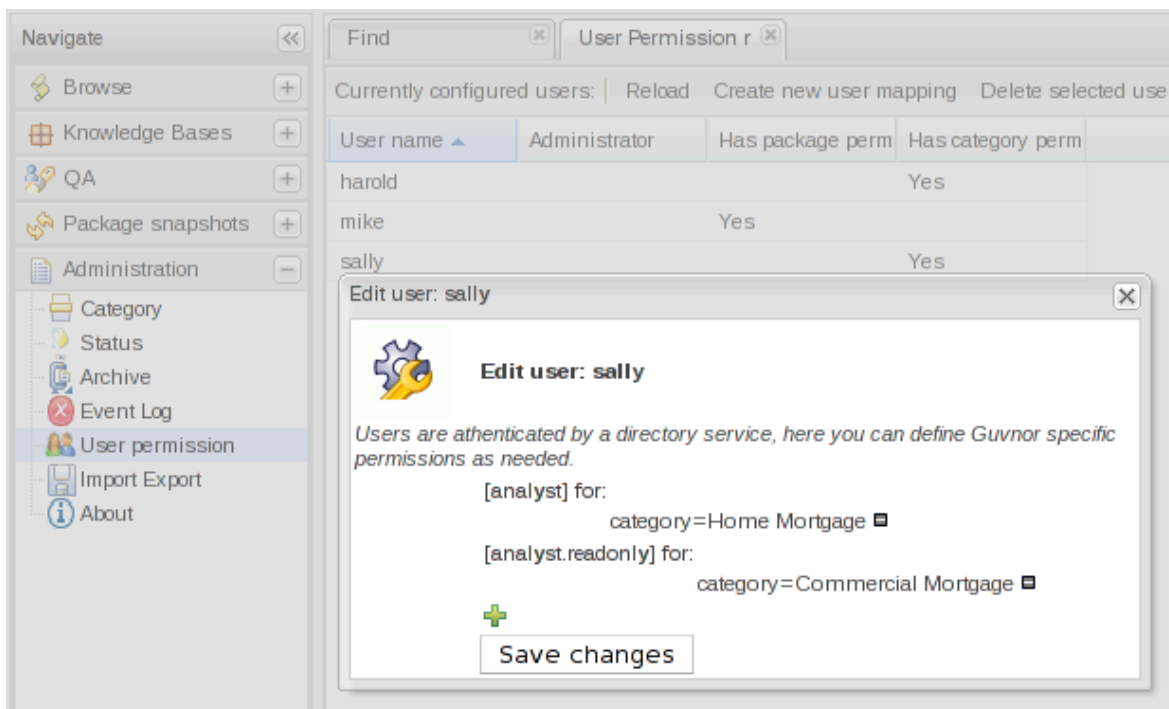 Navigate
Browse
Knowledge Bases
QA
Package snapshots
Administration
Category
Status
Archive
Event Log
User permission
Import Export
About
Find
User Permission r
Currently configured users: Reload Create new user mapping Delete selected use
User name Administrator Has package perm Has category perm
harold Yes
mike Yes
sally Yes
Edit user: sally
Edit user: sally
Users are athenticated by a directory service, here you can define Guvnor specific
permissions as needed.
[analyst] for:
category=Home Mortgage
[analyst.readonly] for:
category=Commercial Mortgage
Save changes